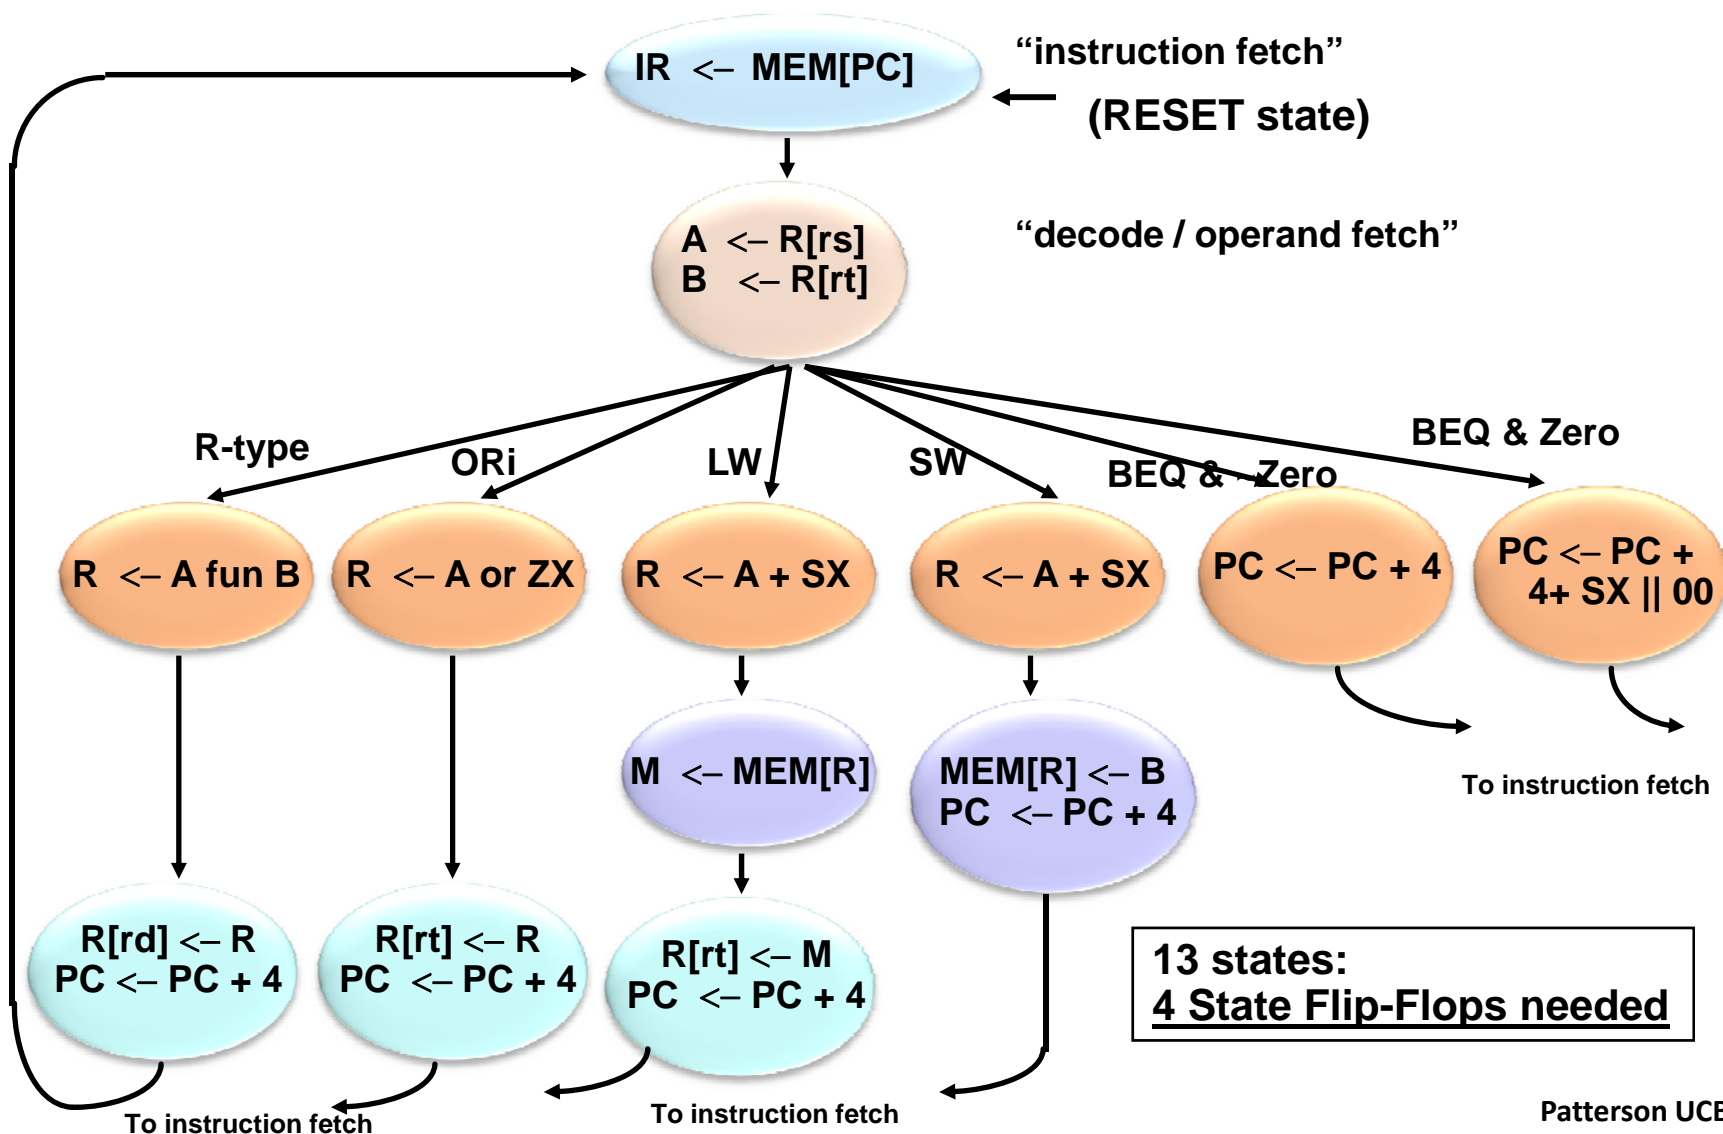 IR <– MEM[PC]
“instruction fetch”
(RESET state)
A <– R[rs]
B <– R[rt]
“decode / operand fetch”
R-type
ORi
LW
SW
BEQ & ~Zero
BEQ & Zero
R <– A fun B
R <– A or ZX
R <– A + SX
R <– A + SX
PC <– PC + 4
PC <– PC +
4+ SX || 00
M <– MEM[R]
MEM[R] <– B
PC <– PC + 4
To instruction fetch
R[rd] <– R
PC <– PC + 4
R[rt] <– R
PC <– PC + 4
R[rt] <– M
PC <– PC + 4
13 states:
4 State Flip-Flops needed
To instruction fetch
To instruction fetch
Patterson UCB